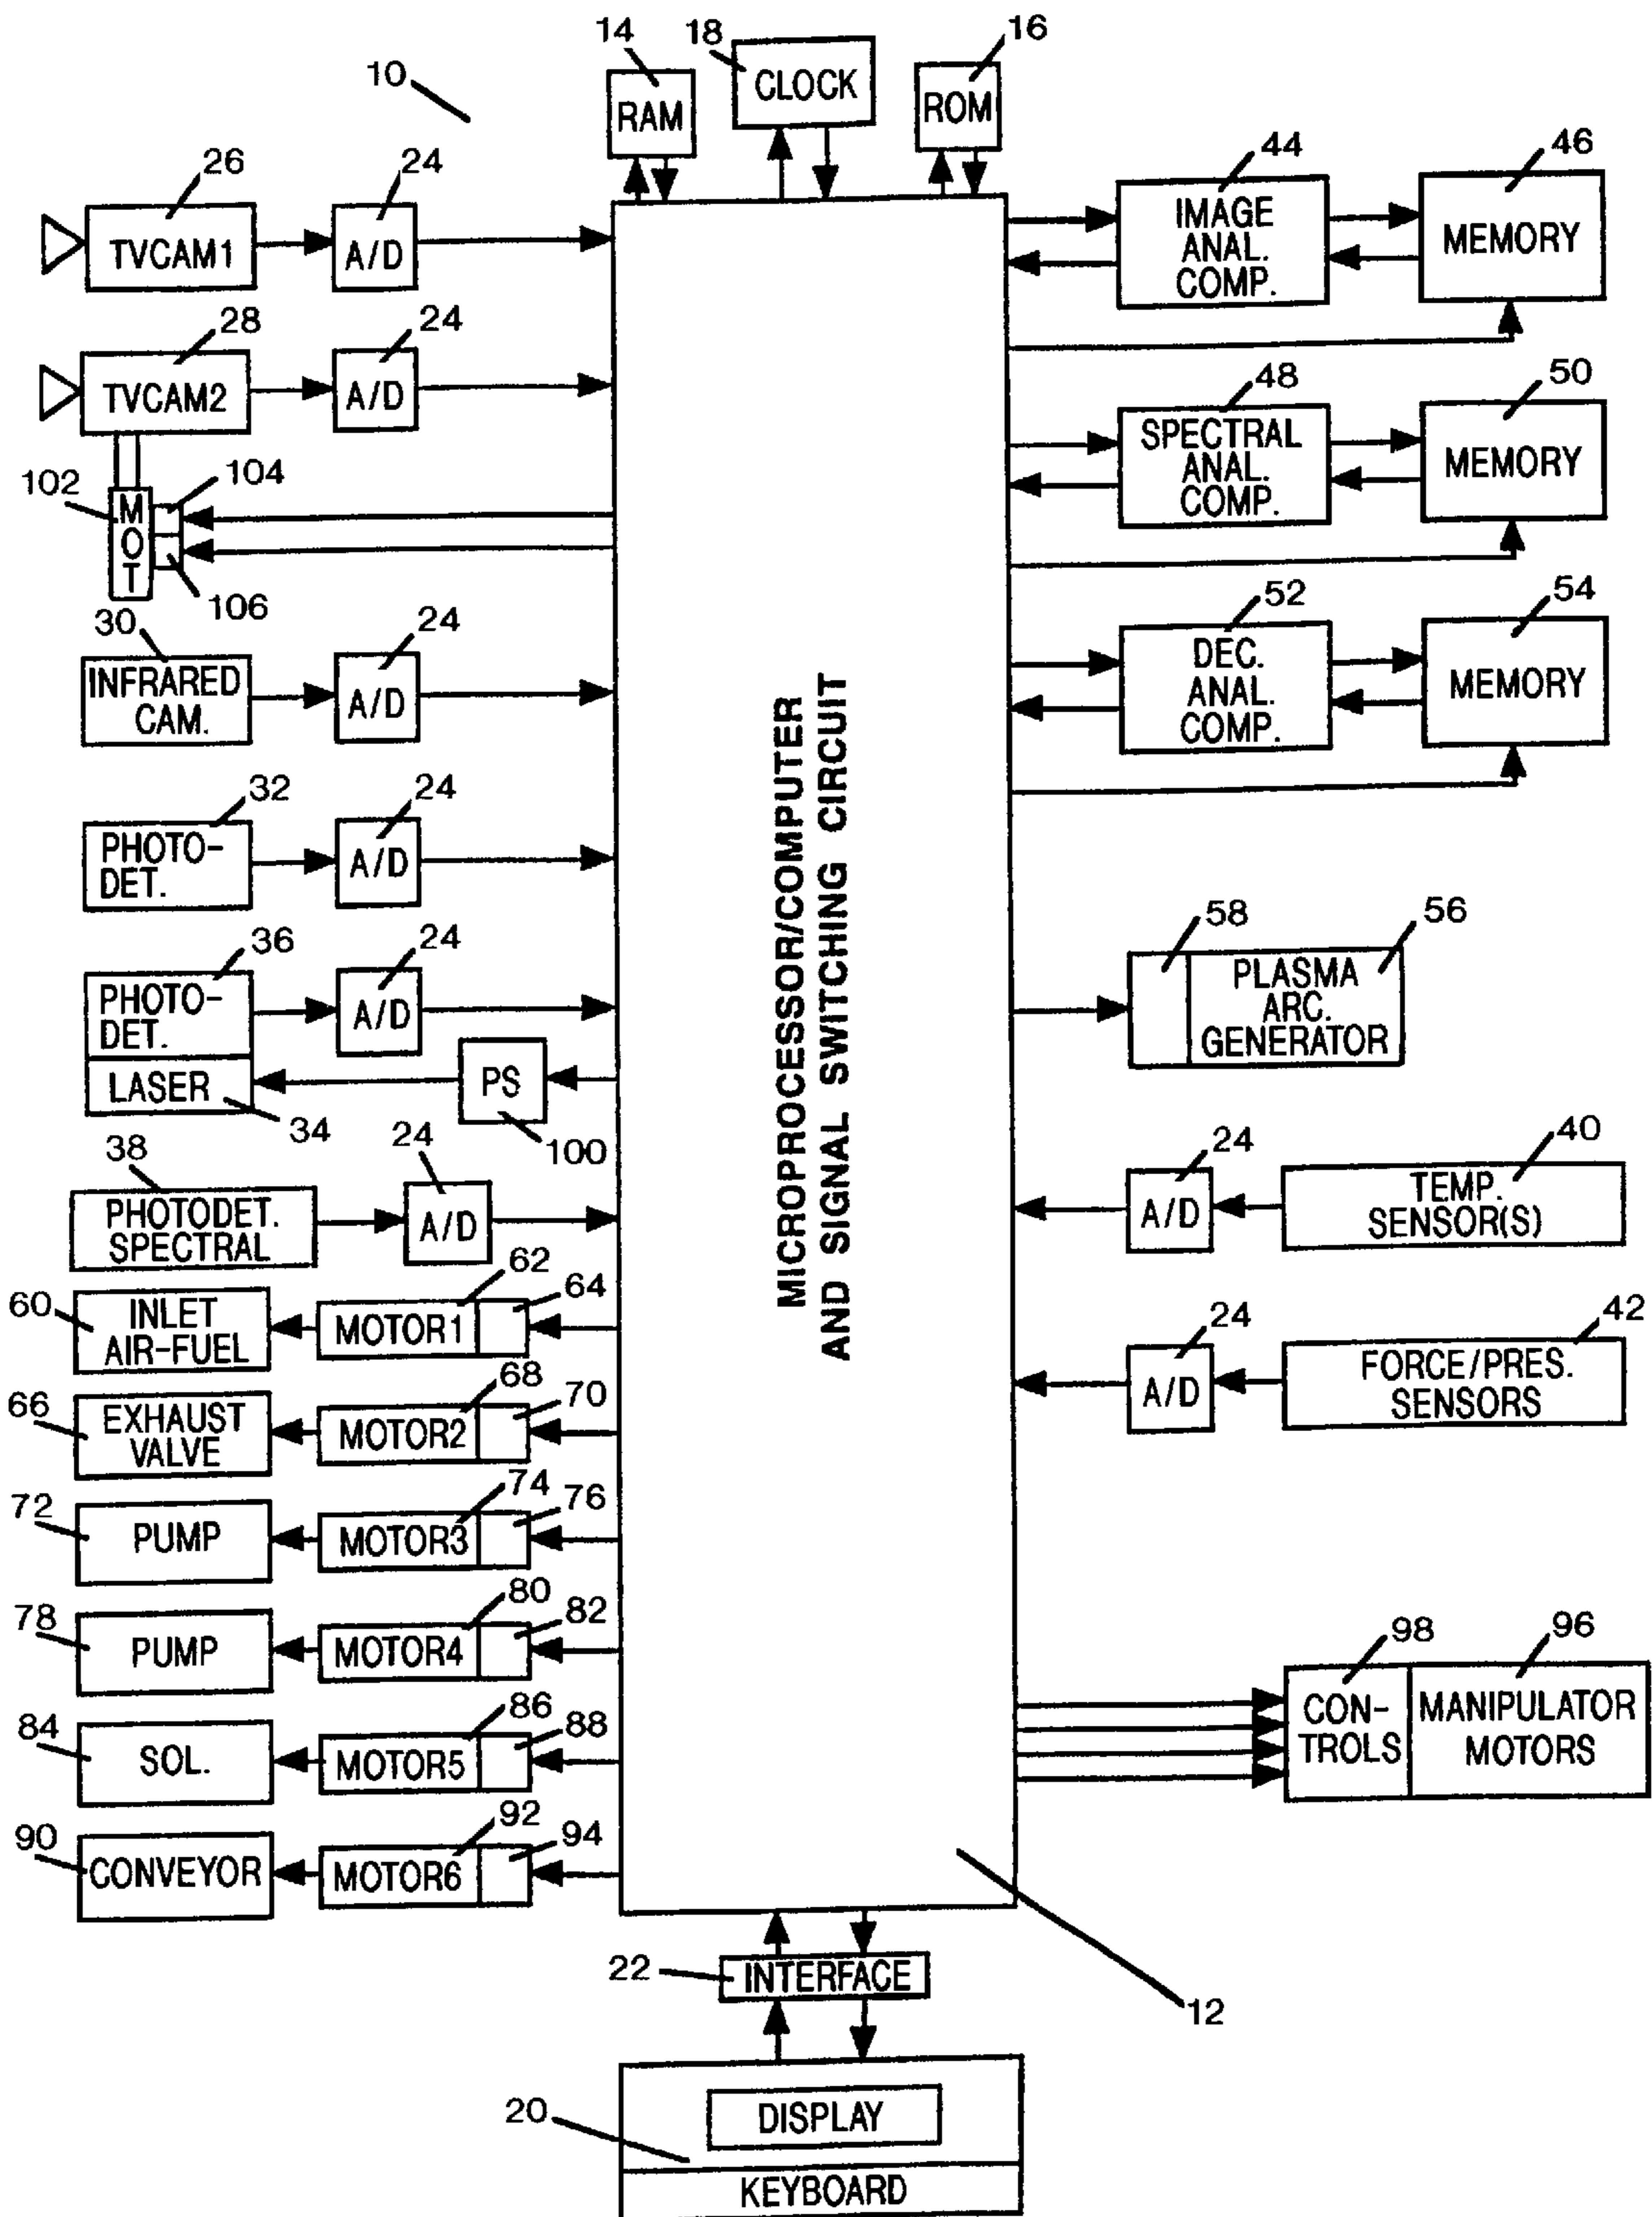 14
18
16
10
RAM
CLOCK
ROM
26
24
TVCAM1
A/D
28
24
TVCAM2
A/D
102
104
MOT
106
30
24
INFRARED
CAM.
A/D
32
24
PHOTO-
DET.
A/D
36
24
PHOTO-
DET.
A/D
LASER
PS
34
100
38
24
PHOTODET.
SPECTRAL
A/D
60
INLET
AIR-FUEL
62
MOTOR1
64
66
EXHAUST
VALVE
68
MOTOR2
70
72
PUMP
74
MOTOR3
76
78
PUMP
80
MOTOR4
82
84
SOL.
86
MOTOR5
88
90
CONVEYOR
92
MOTOR6
94
MICROPROCESSOR/COMPUTER
AND SIGNAL SWITCHING CIRCUIT
44
46
IMAGE
ANAL.
COMP.
MEMORY
48
50
SPECTRAL
ANAL.
COMP.
MEMORY
52
54
DEC.
ANAL.
COMP.
MEMORY
58
56
PLASMA
ARC.
GENERATOR
24
40
A/D
TEMP.
SENSOR(S)
24
42
A/D
FORCE/PRES.
SENSORS
98
96
CON-
TROLS
MANIPULATOR
MOTORS
12
22
INTERFACE
20
DISPLAY
KEYBOARD